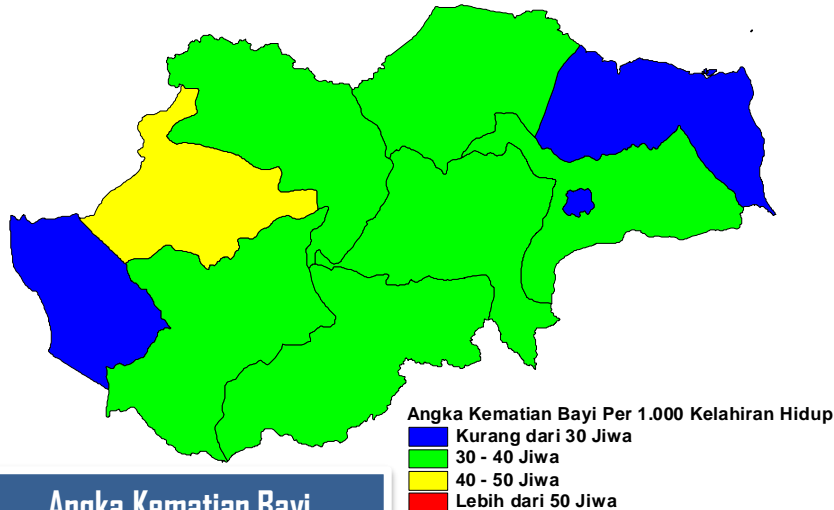 Angka Kematian Bayi Per 1.000 Kelahiran Hidup
Kurang dari 30 Jiwa
30 - 40 Jiwa
40 - 50 Jiwa
Lebih dari 50 Jiwa
Angka Kematian Bayi